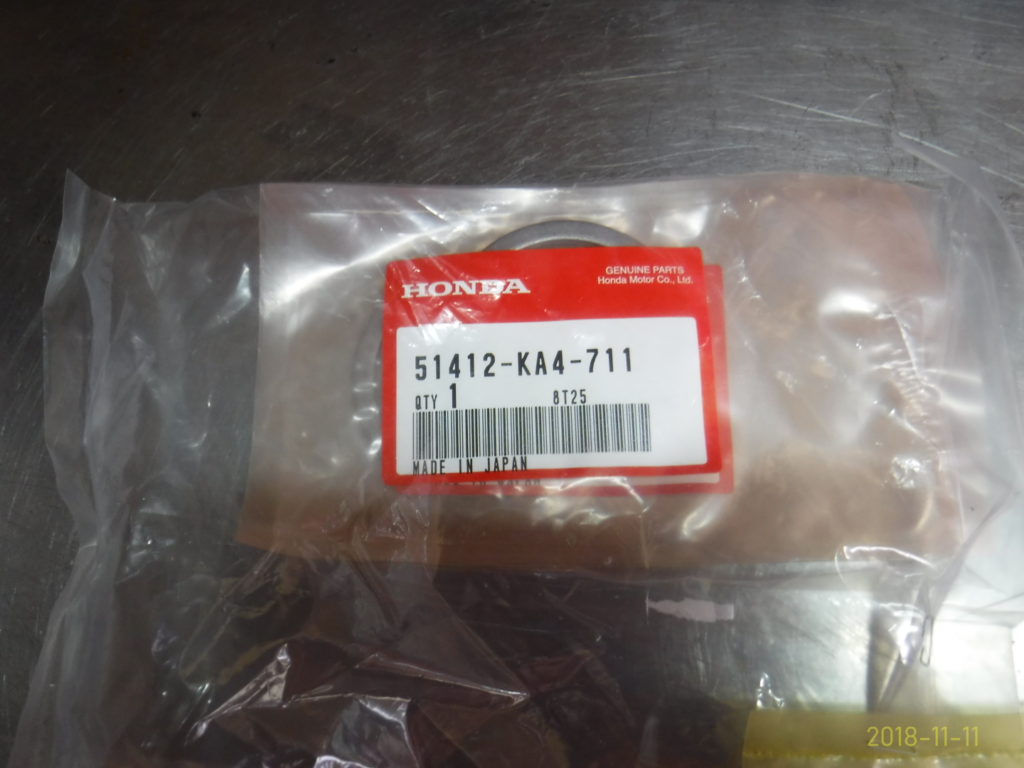 HONDA
GENUINE PARTS
Honda Motor Co., Ltd.
51412-KA4-711
QTY 1 8T25
MADE IN JAPAN
2018-11-11